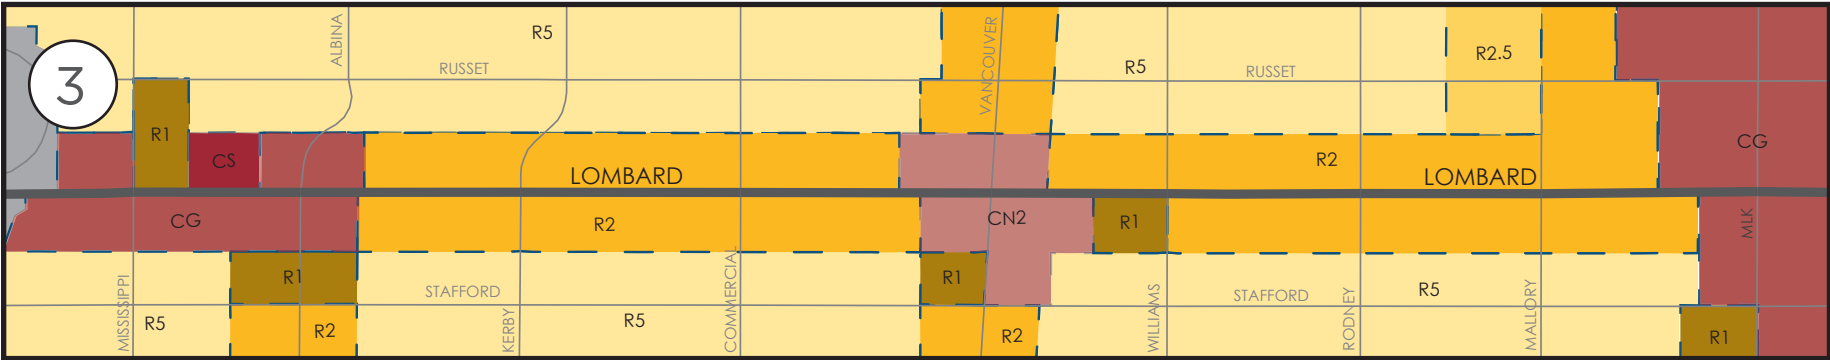 ALBINA
R5
VANCOUVER
R2.5
R5
RUSSET
RUSSET
3
R1
CS
CG
R2
LOMBARD
LOMBARD
CG
R2
CN2
R1
MLK
R1
R1
STAFFORD
STAFFORD
R5
MISSISSIPPI
R5
R2
KERBY
R5
COMMERCIAL
R2
WILLIAMS
RODNEY
MALLORY
R1